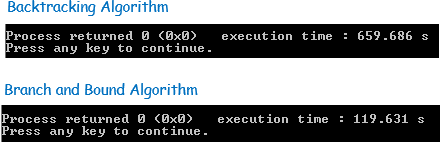 Backtracking Algorithm
Process returned 0 (0x0)   execution time : 659.686 s
Press any key to continue.
Branch and Bound Algorithm
Process returned 0 (0x0)   execution time : 119.631 s
Press any key to continue.